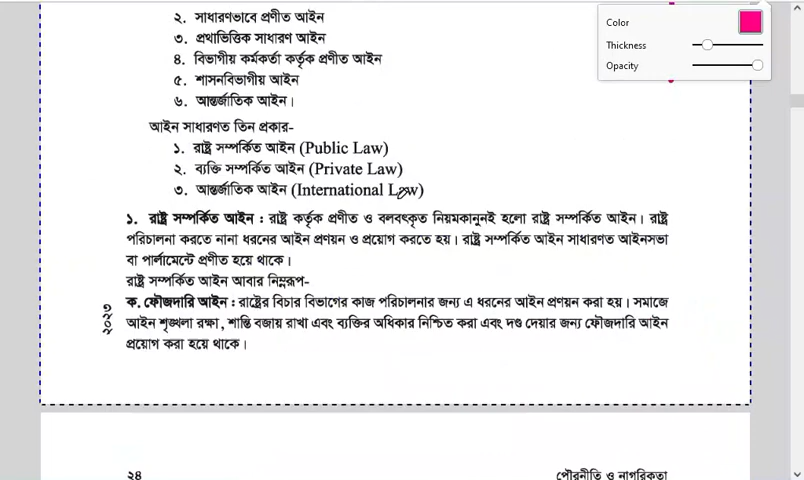 ২. সাধারণভাবে প্রণীত আইন
৩. প্রথাভিত্তিক সাধারণ আইন
৪. বিভাগীয় কর্মকর্তা কর্তৃক প্রণীত আইন
৫. শাসনবিভাগীয় আইন
৬. আন্তর্জাতিক আইন।
আইন সাধারণত তিন প্রকার-
১. রাষ্ট্র সম্পর্কিত আইন (Public Law)
২. ব্যক্তি সম্পর্কিত আইন (Private Law)
৩. আন্তর্জাতিক আইন (International Law)
১. রাষ্ট্র সম্পর্কিত আইন : রাষ্ট্র কর্তৃক প্রণীত ও বলবৎকৃত নিয়মকানুনই হলো রাষ্ট্র সম্পর্কিত আইন। রাষ্ট্র
পরিচালনা করতে নানা ধরনের আইন প্রণয়ন ও প্রয়োগ করতে হয়। রাষ্ট্র সম্পর্কিত আইন সাধারণত আইনসভা
বা পার্লামেন্টে প্রণীত হয়ে থাকে।
রাষ্ট্র সম্পর্কিত আইন আবার নিম্নরূপ-
ক. ফৌজদারি আইন : রাষ্ট্রের বিচার বিভাগের কাজ পরিচালনার জন্য এ ধরনের আইন প্রণয়ন করা হয়। সমাজে
আইন শৃঙ্খলা রক্ষা, শান্তি বজায় রাখা এবং ব্যক্তির অধিকার নিশ্চিত করা এবং দণ্ড দেয়ার জন্য ফৌজদারি আইন
প্রয়োগ করা হয়ে থাকে।
২০২৩
২৪ পৌরনীতি ও নাগরিকতা
Color
Thickness
Opacity